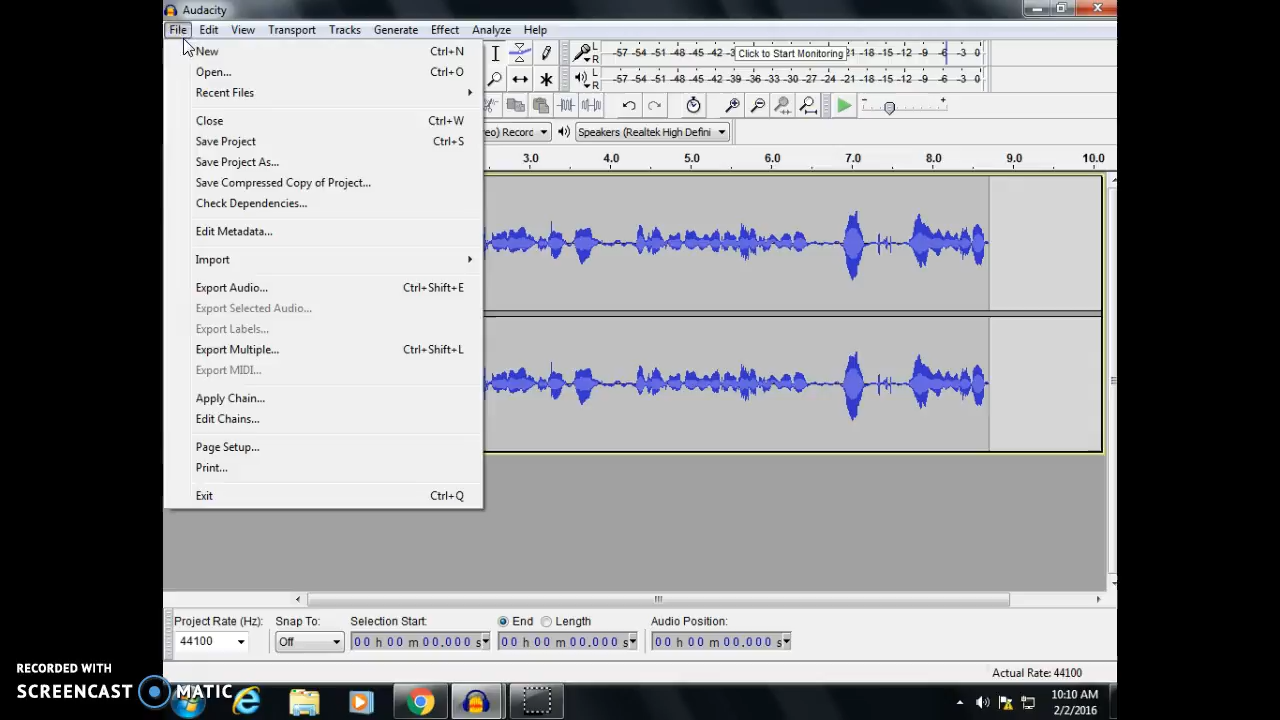 Audacity
File Edit View Transport Tracks Generate Effect Analyze Help
New Ctrl+N
Open... Ctrl+O
Recent Files
Close Ctrl+W
Save Project Ctrl+S
Save Project As...
Save Compressed Copy of Project...
Check Dependencies...
Edit Metadata...
Import
Export Audio... Ctrl+Shift+E
Export Selected Audio...
Export Labels...
Export Multiple... Ctrl+Shift+L
Export MIDI...
Apply Chain...
Edit Chains...
Page Setup...
Print...
Exit Ctrl+Q
L R -57 -54 -51 -48 -45 -42 Click to Start Monitoring -18 -15 -12 -9 -6 -3 0
L R -57 -54 -51 -48 -45 -42 -39 -36 -33 -30 -27 -24 -21 -18 -15 -12 -9 -6 -3 0
- +
eo) Recorc Speakers (Realtek High Defini
3.0 4.0 5.0 6.0 7.0 8.0 9.0 10.0
Project Rate (Hz): Snap To: Selection Start: End Length Audio Position:
44100 Off 00 h 00 m 00.000 s 00 h 00 m 00.000 s 00 h 00 m 00.000 s
Actual Rate: 44100
RECORDED WITH
SCREENCAST MATIC
10:10 AM
2/2/2016